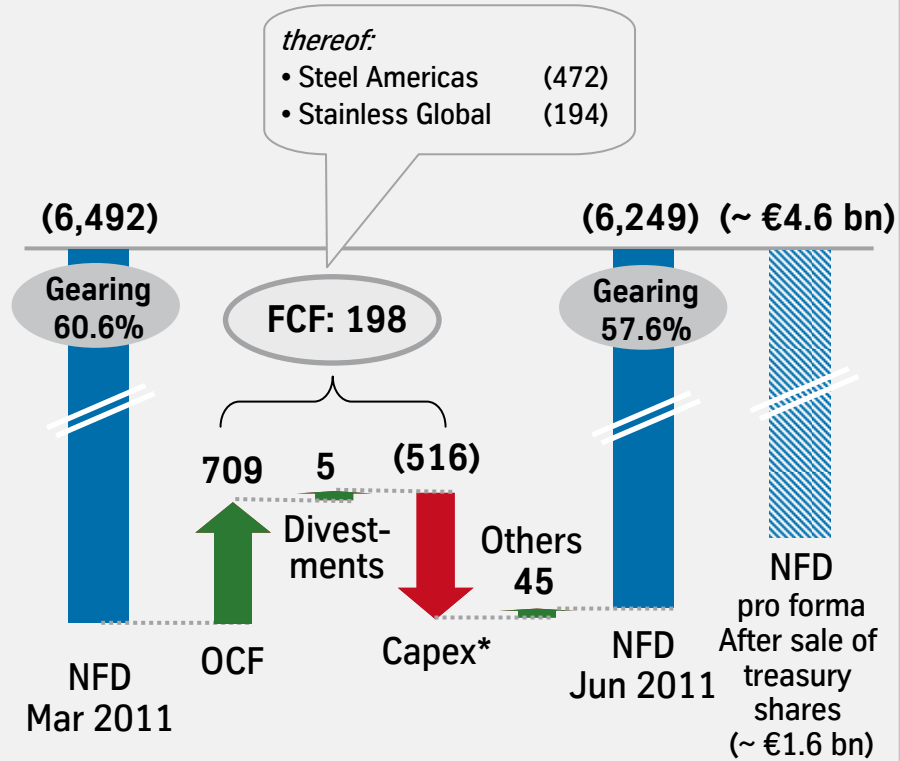 thereof:
• Steel Americas (472)
• Stainless Global (194)
(6,492)
(6,249)
(~ €4.6 bn)
Gearing
60.6%
FCF: 198
Gearing
57.6%
709
5
(516)
Divest-
ments
Others
45
OCF
Capex*
NFD
Mar 2011
NFD
Jun 2011
NFD
pro forma
After sale of
treasury
shares
(~ €1.6 bn)